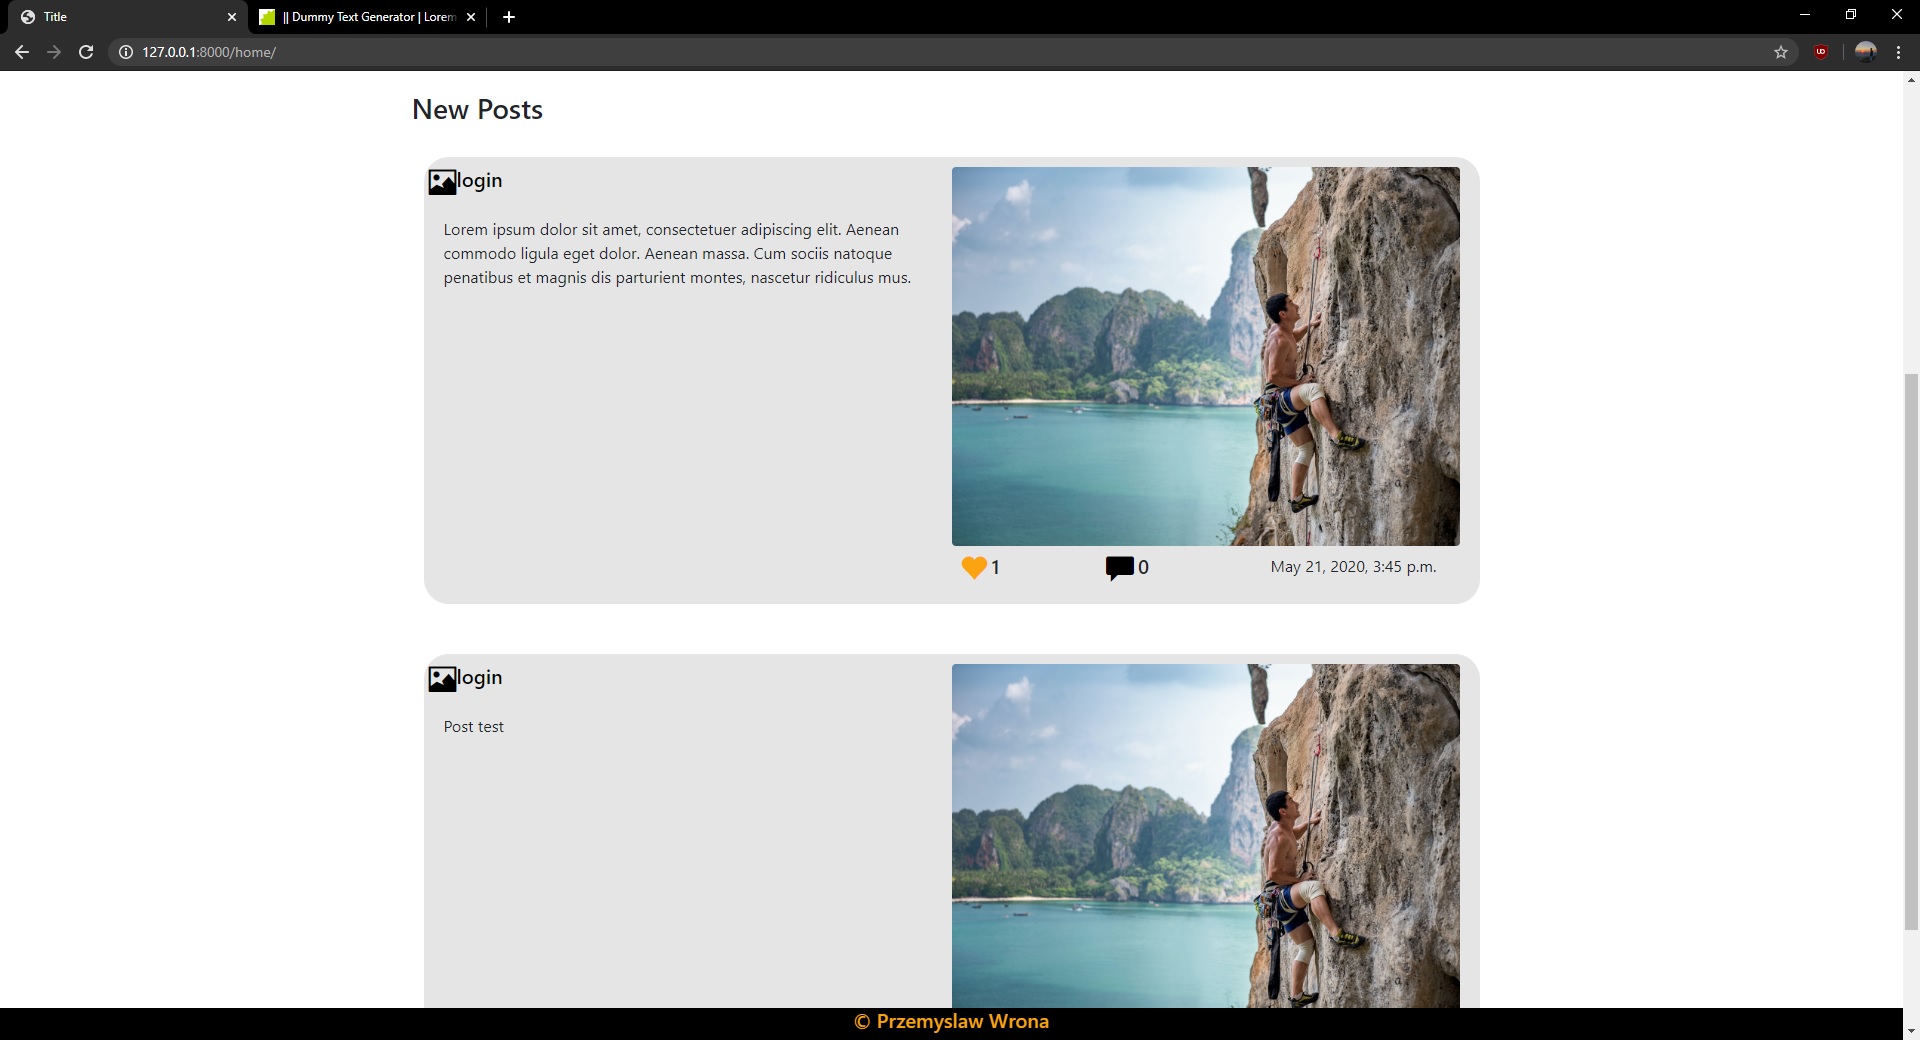 Title
|| Dummy Text Generator | Lorem
127.0.0.1:8000/home/
New Posts
login
Lorem ipsum dolor sit amet, consectetuer adipiscing elit. Aenean
commodo ligula eget dolor. Aenean massa. Cum sociis natoque
penatibus et magnis dis parturient montes, nascetur ridiculus mus.
1
0
May 21, 2020, 3:45 p.m.
login
Post test
© Przemyslaw Wrona